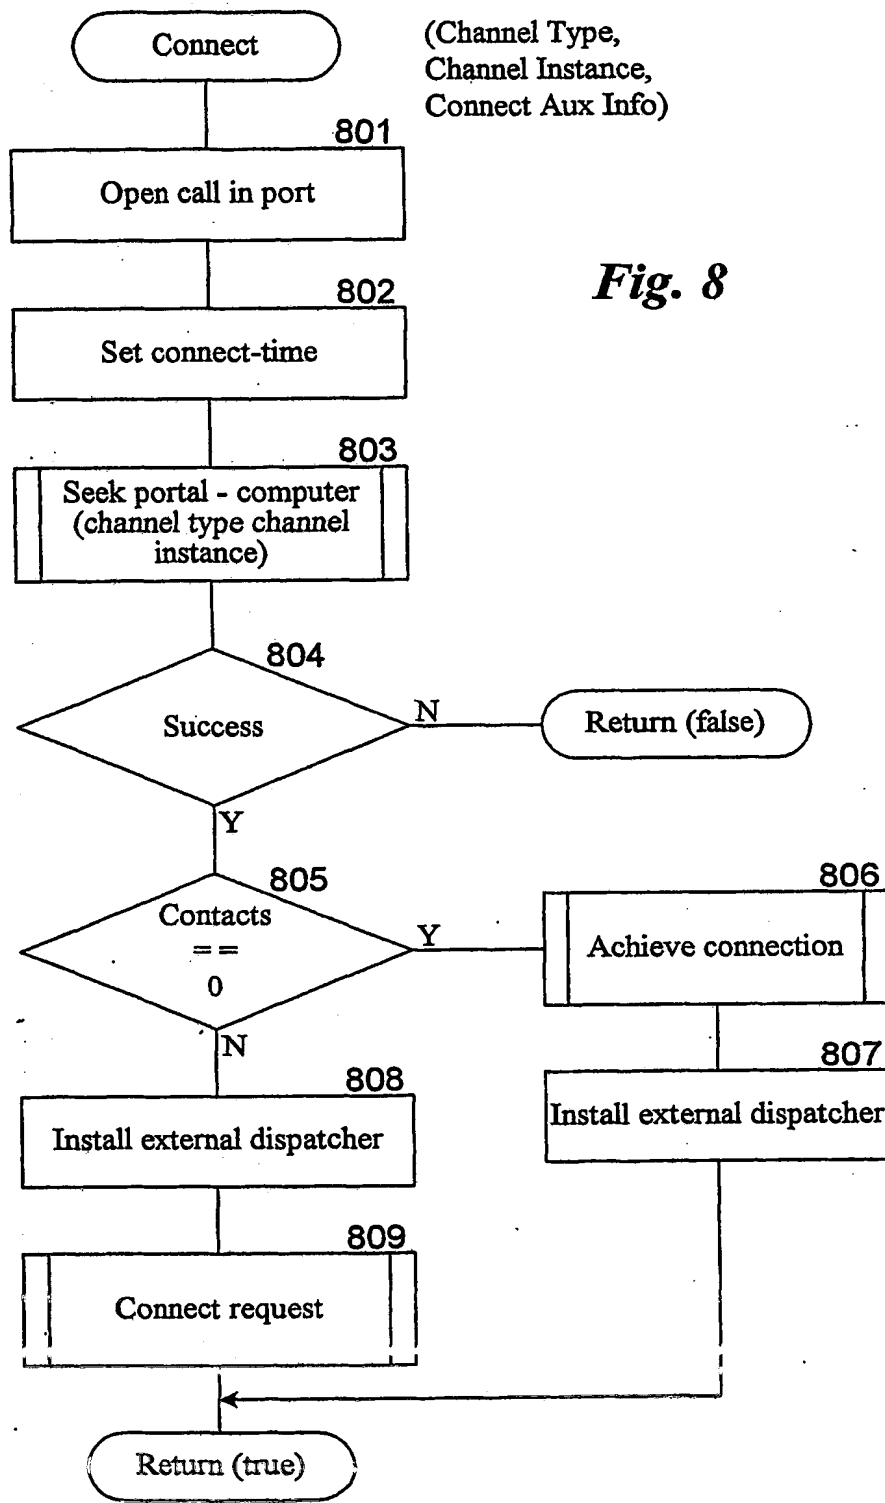 Connect
(Channel Type,
Channel Instance,
Connect Aux Info)
801
Open call in port
Fig. 8
802
Set connect-time
803
Seek portal - computer
(channel type channel
instance)
804
Success
N
Return (false)
Y
805
Contacts
==
0
Y
806
Achieve connection
N
807
Install external dispatcher
808
Install external dispatcher
809
Connect request
Return (true)